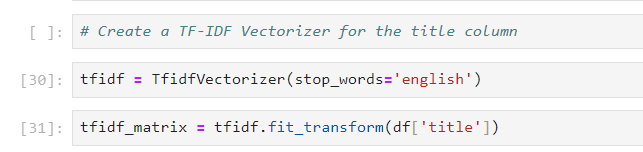 [ ]: # Create a TF-IDF Vectorizer for the title column
[30]: tfidf = TfidfVectorizer(stop_words='english')
[31]: tfidf_matrix = tfidf.fit_transform(df['title'])